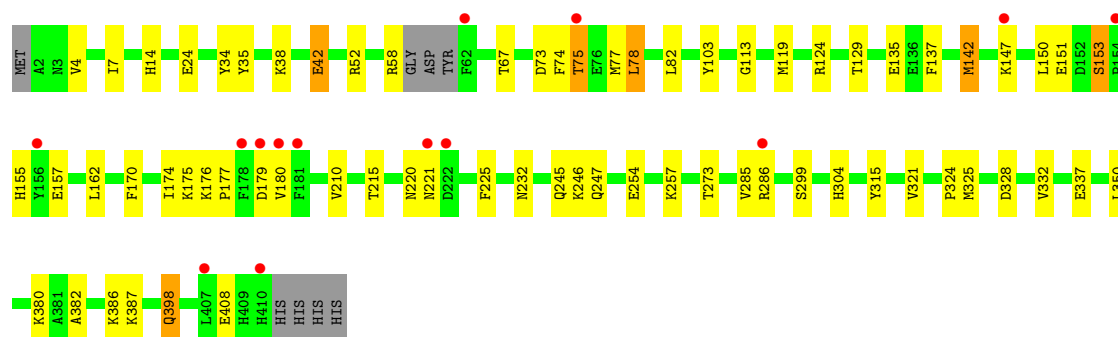 MET A2 N3 V4 I7 H14 E24 Y34 Y35 K38 E42 R52 R58 GLY ASP TYR F62 T67 D73 F74 T75 E76 M77 L78 L82 Y103 G113 M119 R124 T129 E135 E136 F137 M142 K147 L150 E151 D152 S153
H155 Y156 E157 L162 F170 I174 K175 K176 P177 F178 D179 V180 F181 V210 T215 N220 N221 D222 F225 N232 Q245 K246 Q247 E254 K257 T273 V285 R286 S299 H304 Y315 V321 P324 M325 D328 V332 E337
K380 A381 A382 K386 K387 Q398 L407 E408 H409 H410 HIS HIS HIS HIS